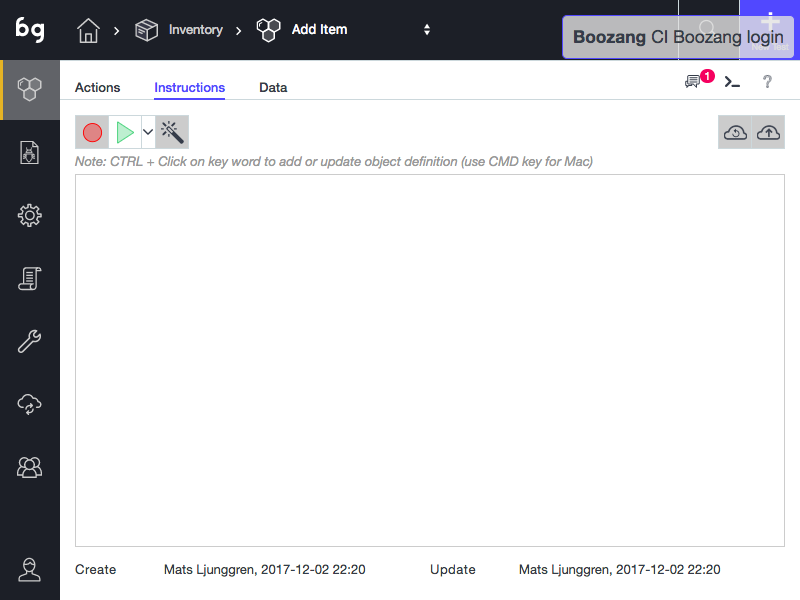 bg
Inventory
Add Item
Boozang CI Boozang login
Actions
Instructions
Data
1
?
Note: CTRL + Click on key word to add or update object definition (use CMD key for Mac)
Create
Mats Ljunggren, 2017-12-02 22:20
Update
Mats Ljunggren, 2017-12-02 22:20